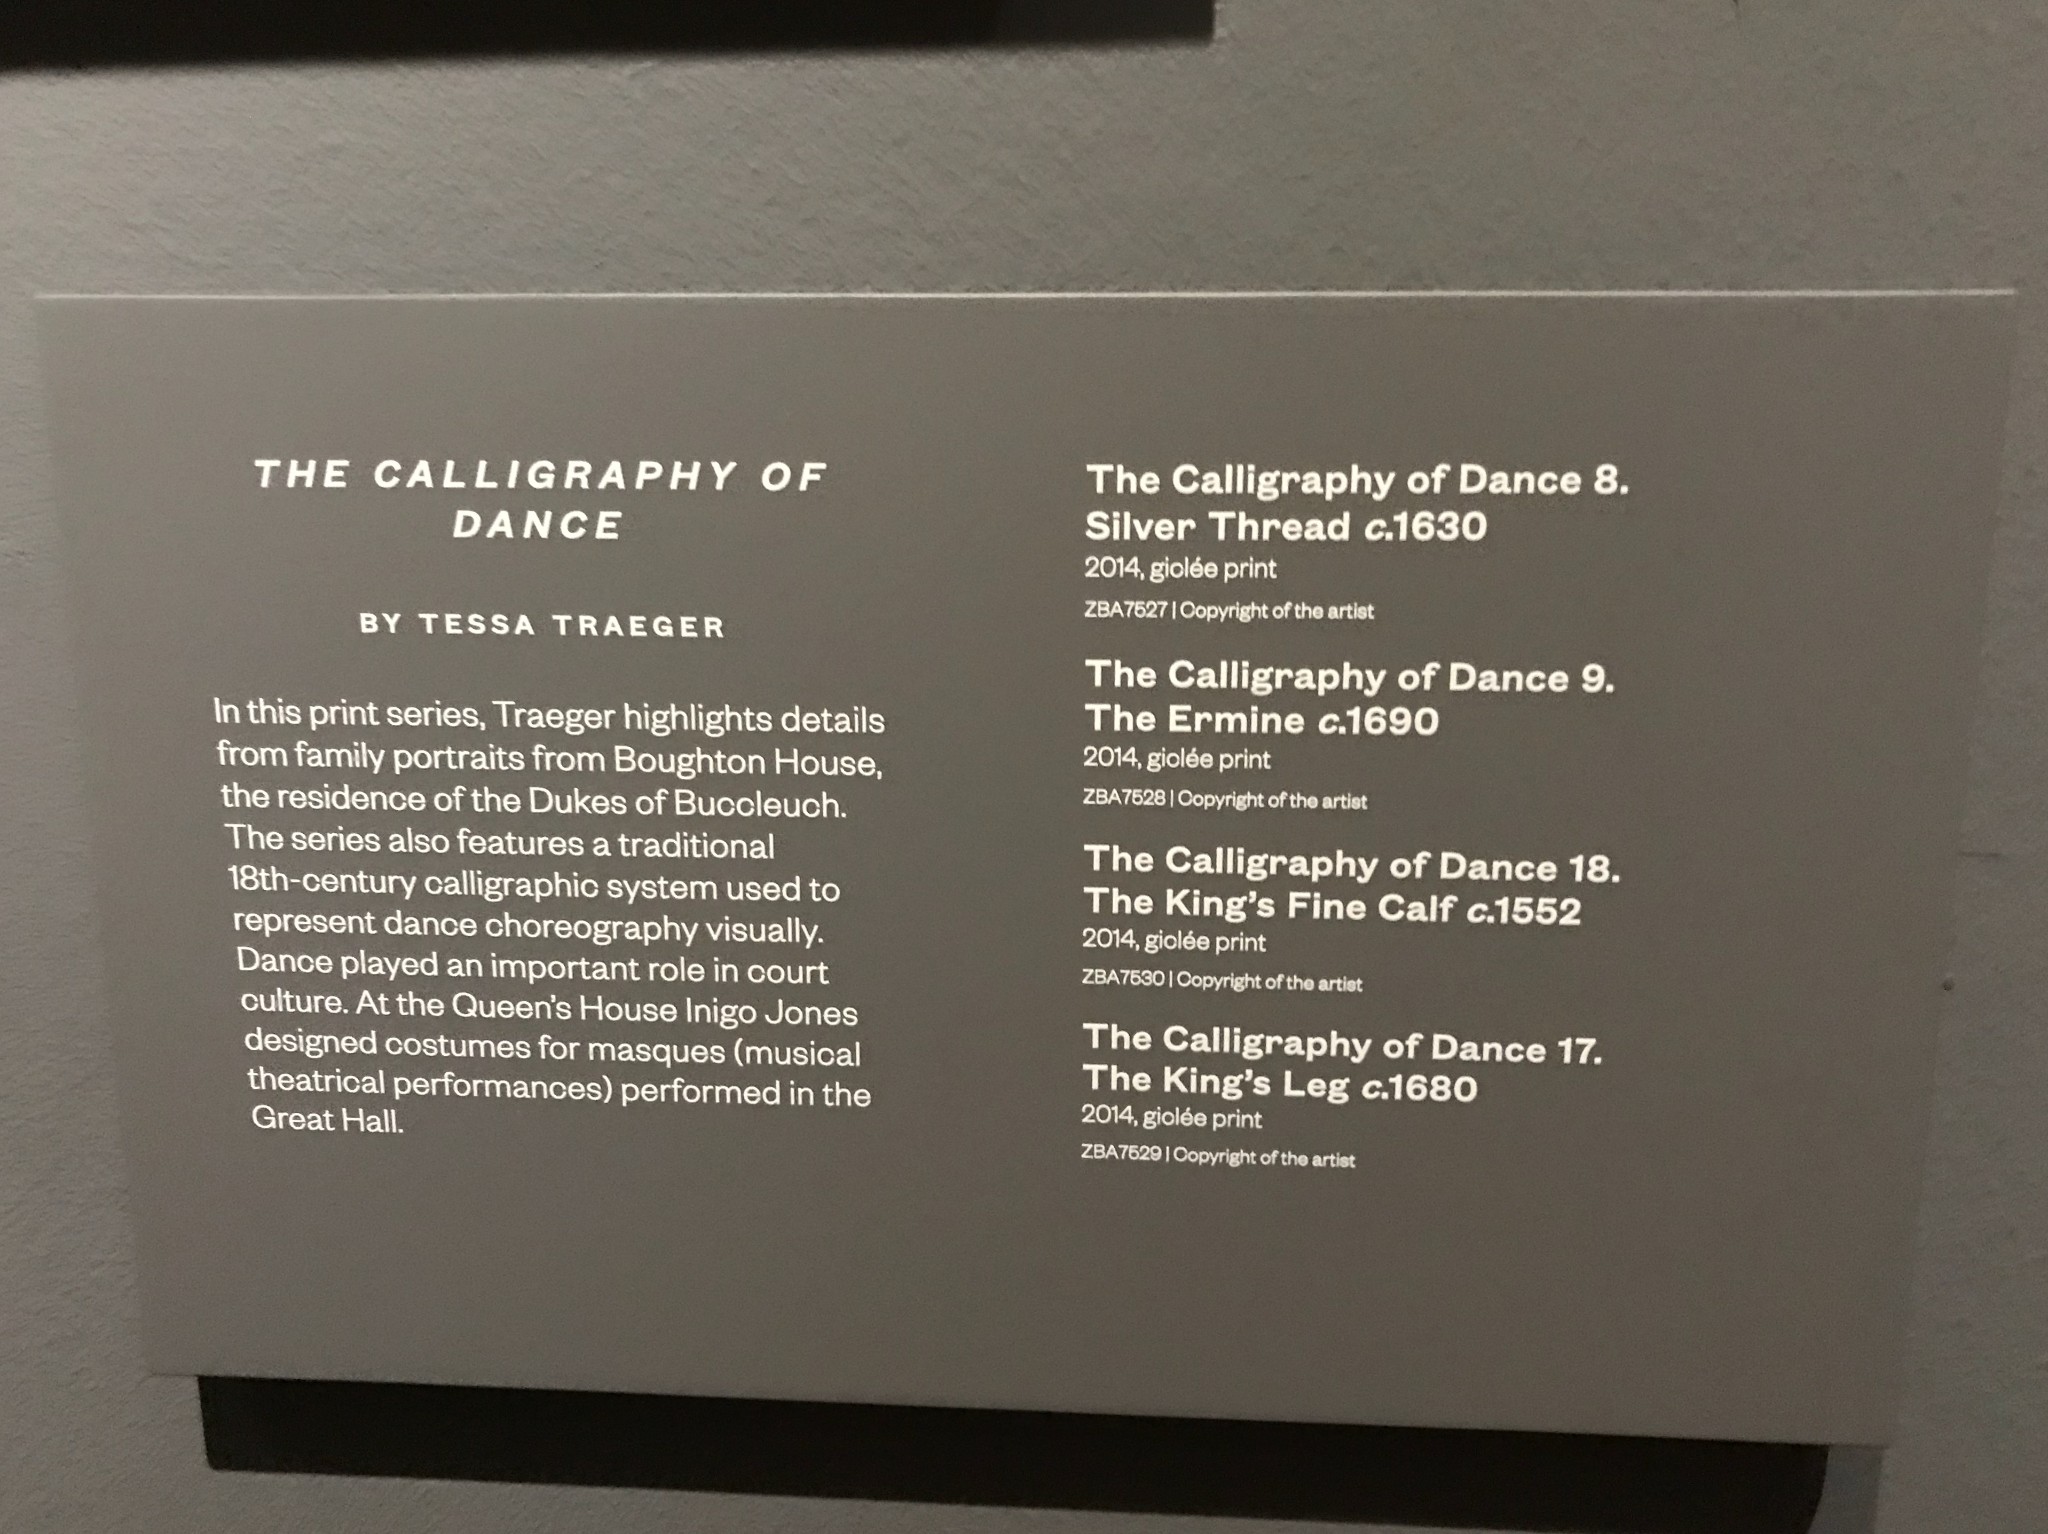 THE CALLIGRAPHY OF
DANCE
BY TESSA TRAEGER
In this print series, Traeger highlights details
from family portraits from Boughton House,
the residence of the Dukes of Buccleuch.
The series also features a traditional
18th-century calligraphic system used to
represent dance choreography visually.
Dance played an important role in court
culture. At the Queen's House Inigo Jones
designed costumes for masques (musical
theatrical performances) performed in the
Great Hall.
The Calligraphy of Dance 8.
Silver Thread c.1630
2014, giclée print
ZBA7527 | Copyright of the artist
The Calligraphy of Dance 9.
The Ermine c.1690
2014, giclée print
ZBA7528 | Copyright of the artist
The Calligraphy of Dance 18.
The King's Fine Calf c.1552
2014, giclée print
ZBA7530 | Copyright of the artist
The Calligraphy of Dance 17.
The King's Leg c.1680
2014, giclée print
ZBA7529 | Copyright of the artist